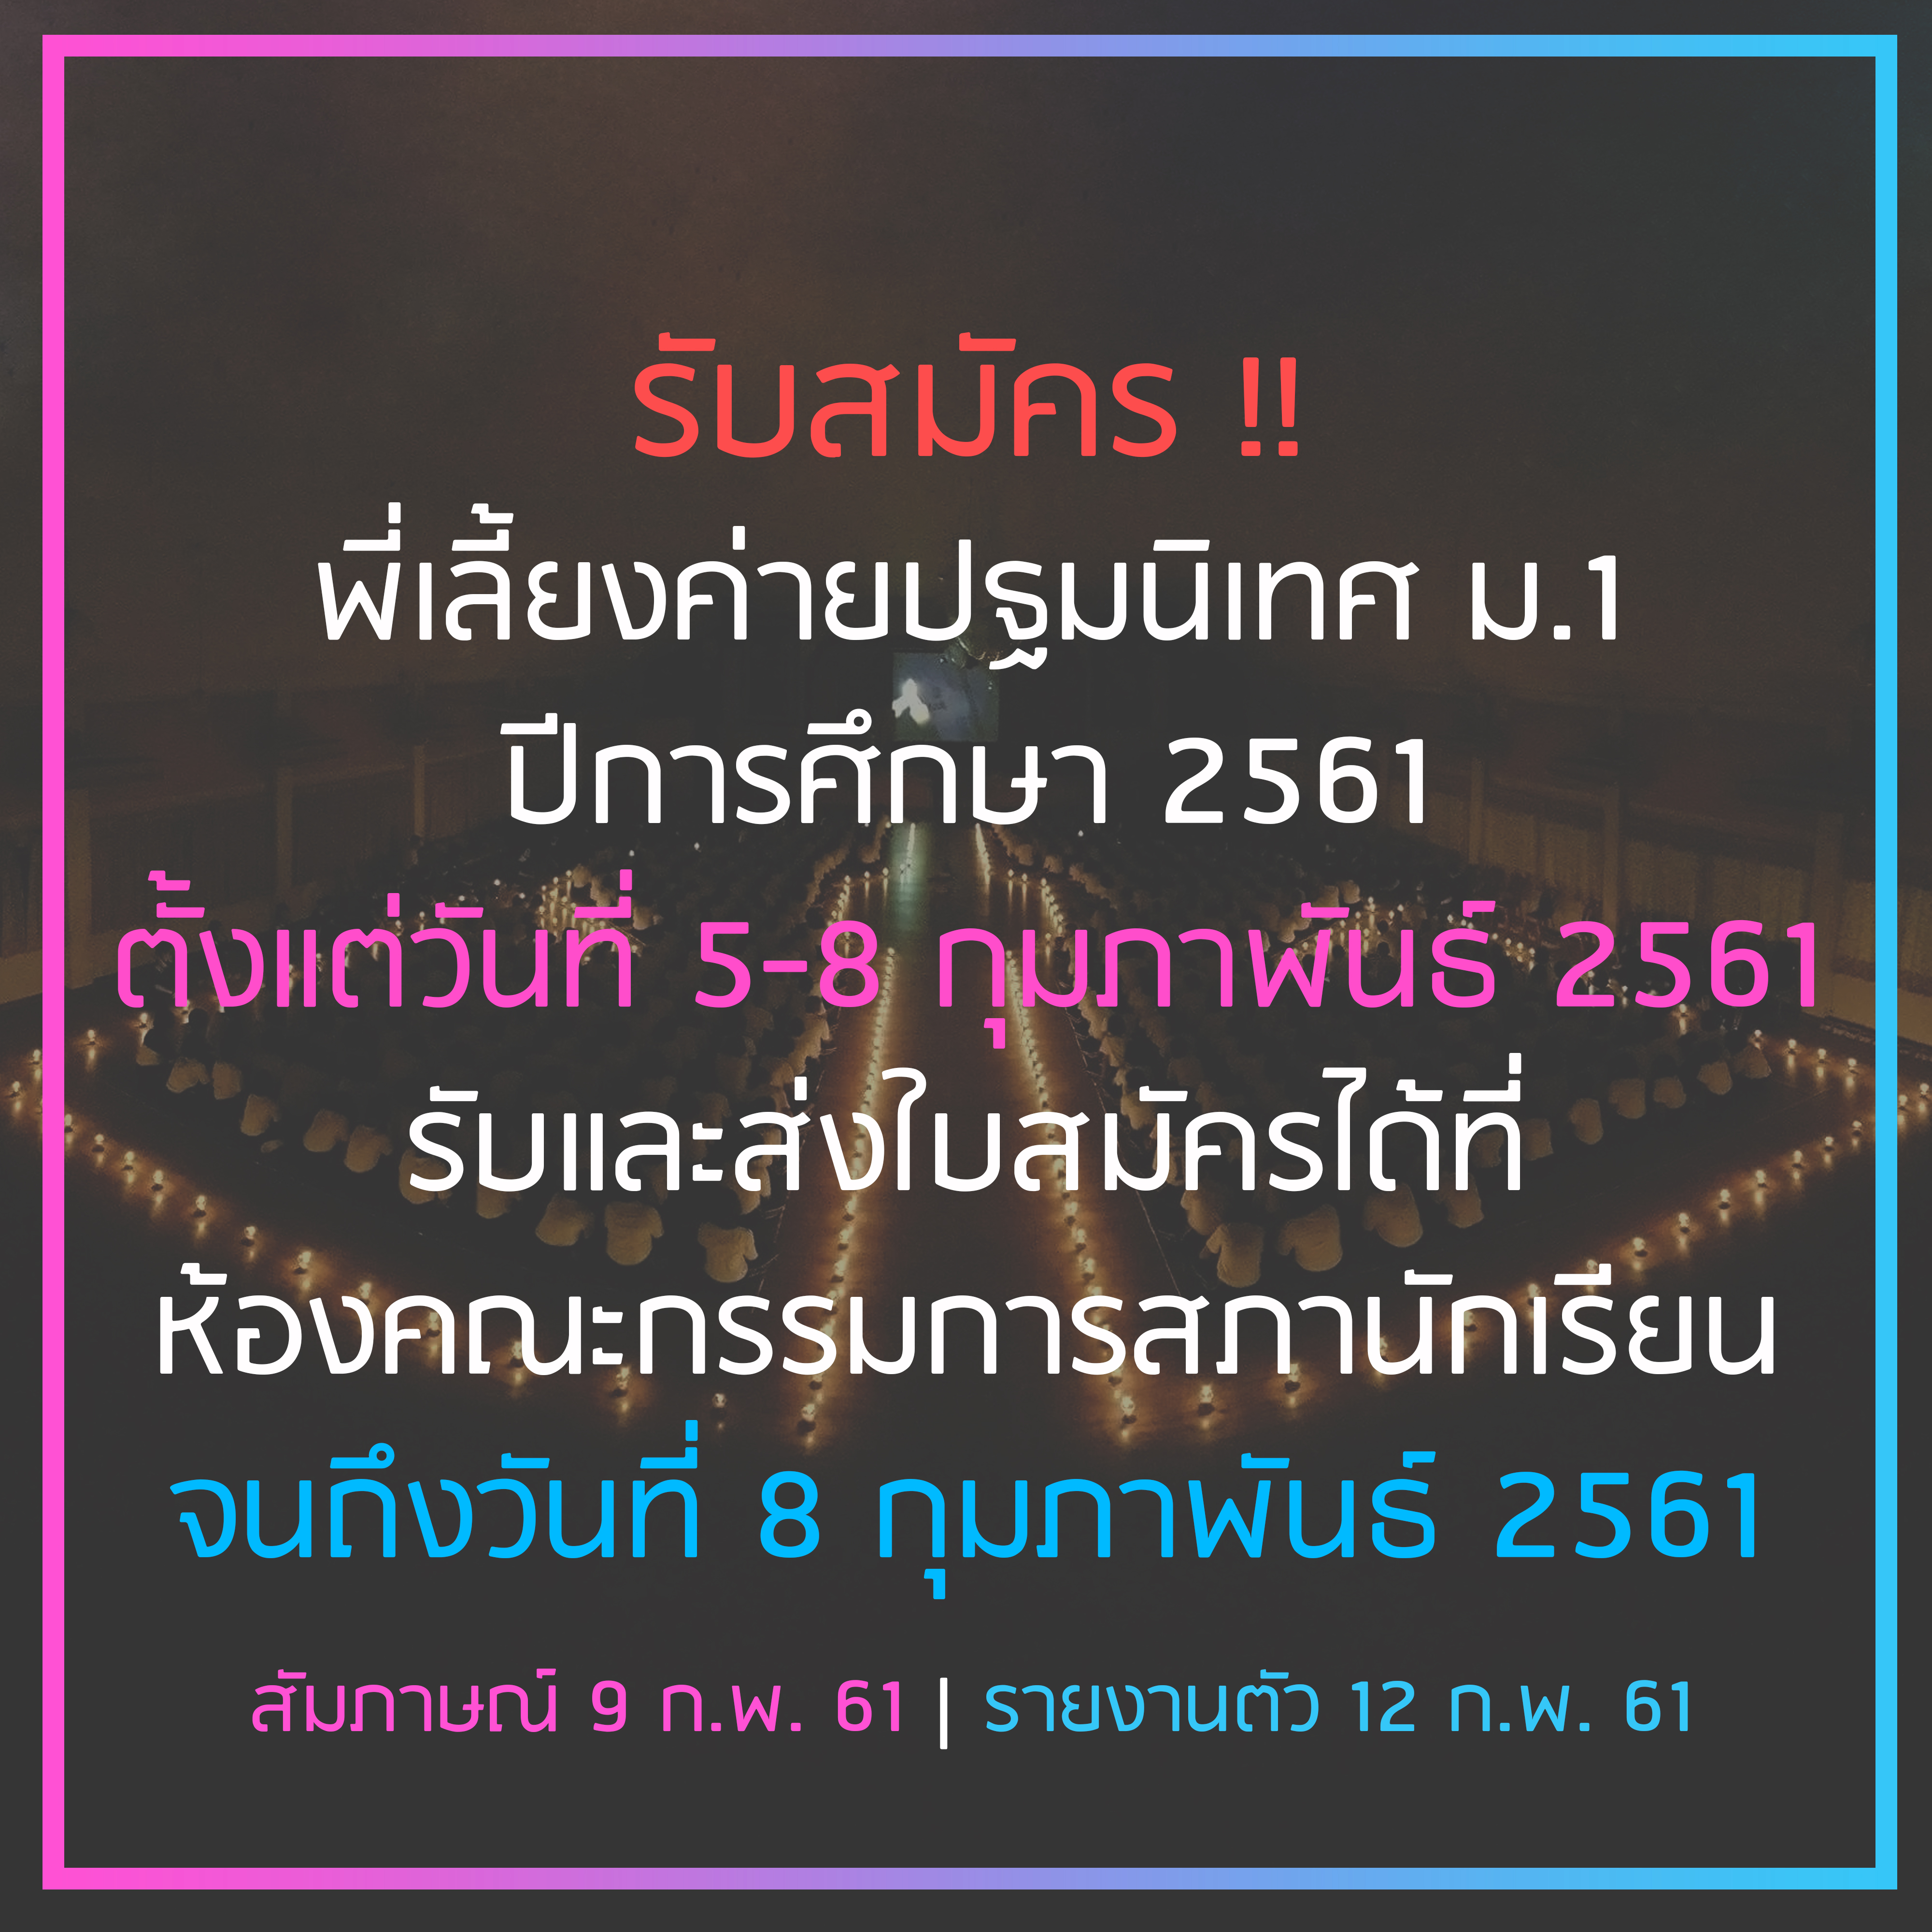 รับสมัคร !!
พี่เลี้ยงค่ายปฐมนิเทศ ม.1
ปีการศึกษา 2561
ตั้งแต่วันที่ 5-8 กุมภาพันธ์ 2561
รับและส่งใบสมัครได้ที่
ห้องคณะกรรมการสภานักเรียน
จนถึงวันที่ 8 กุมภาพันธ์ 2561
สัมภาษณ์ 9 ก.พ. 61 | รายงานตัว 12 ก.พ. 61